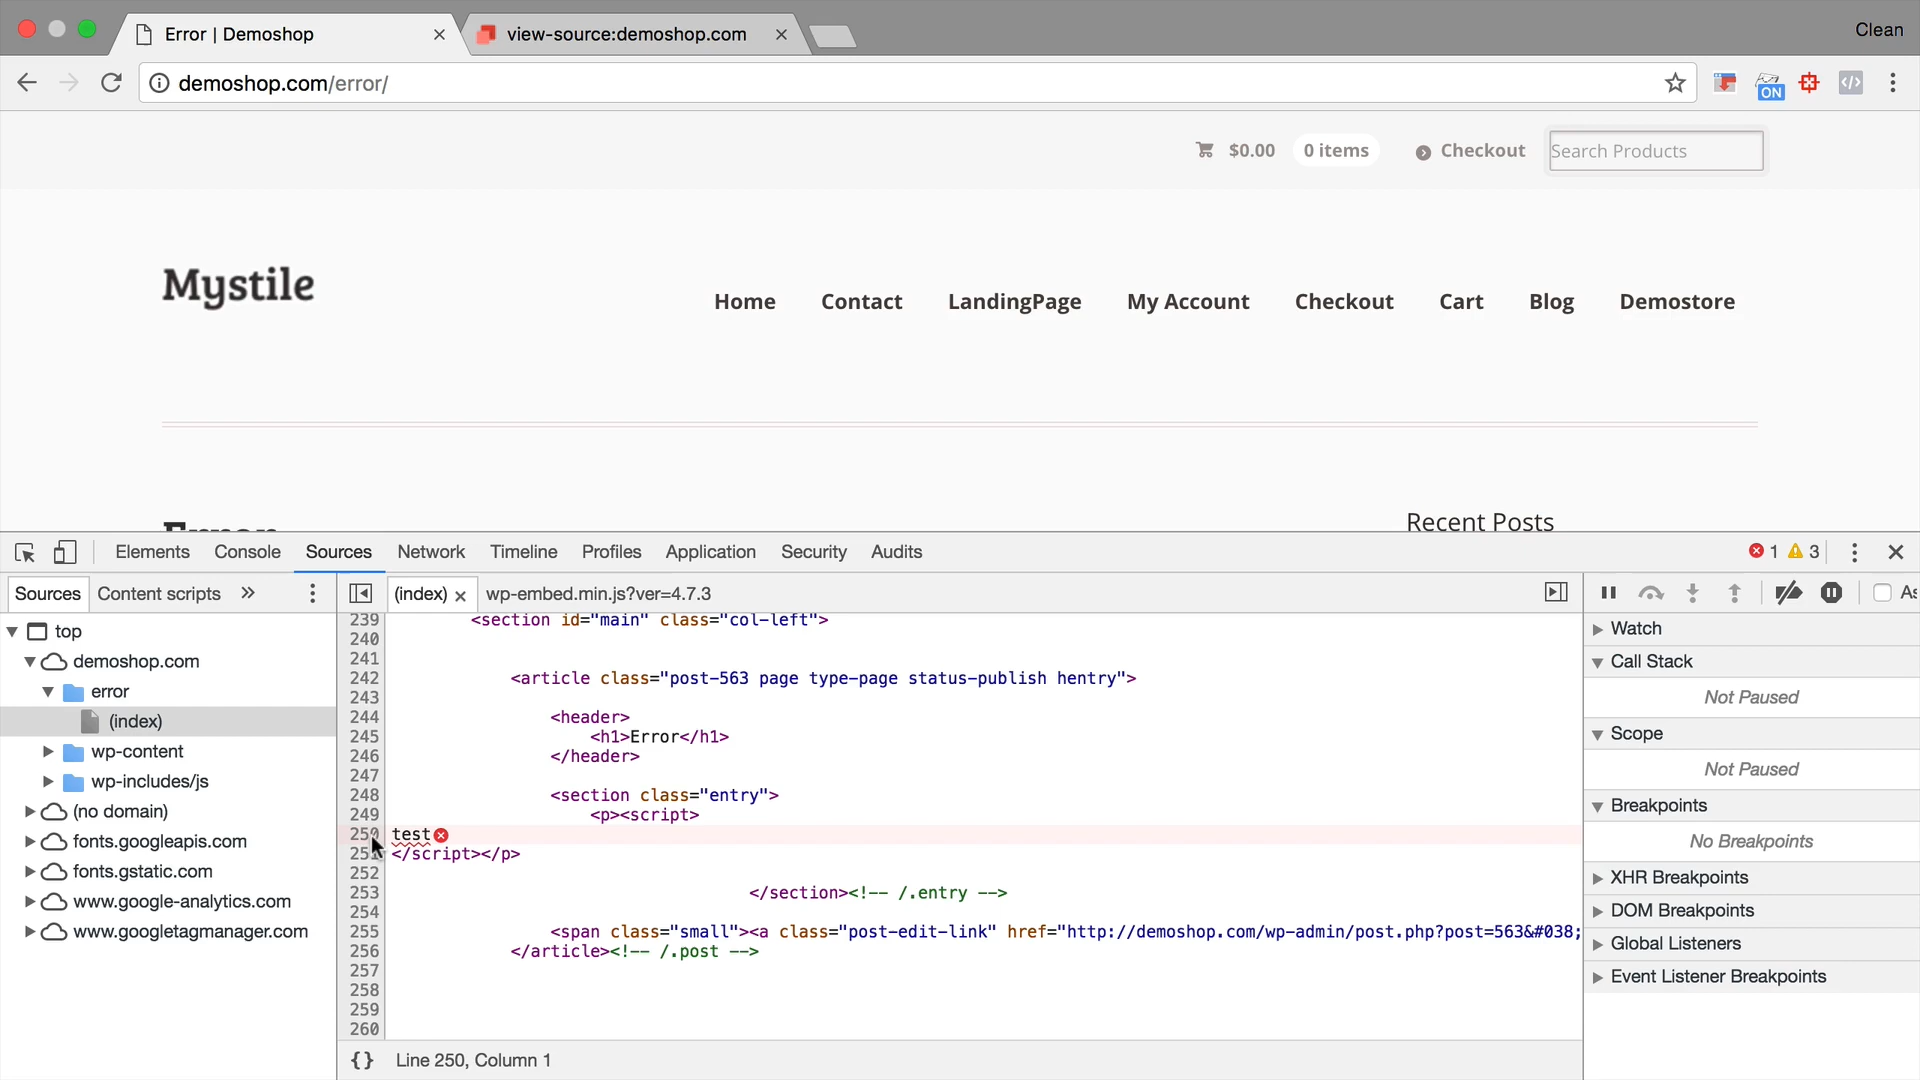 Error | Demoshop
view-source:demoshop.com
Clean
demoshop.com/error/
ON
$0.00
0 items
Checkout
Search Products
Mystile
Home
Contact
LandingPage
My Account
Checkout
Cart
Blog
Demostore
Error
Recent Posts
Elements
Console
Sources
Network
Timeline
Profiles
Application
Security
Audits
1
3
Sources
Content scripts
(index)
wp-embed.min.js?ver=4.7.3
As
top
demoshop.com
error
(index)
wp-content
wp-includes/js
(no domain)
fonts.googleapis.com
fonts.gstatic.com
www.google-analytics.com
www.googletagmanager.com
239 <section id="main" class="col-left">
240
241
242 <article class="post-563 page type-page status-publish hentry">
243
244 <header>
245 <h1>Error</h1>
246 </header>
247
248 <section class="entry">
249 <p><script>
250 test
251 </script></p>
252
253 </section><!-- /.entry -->
254
255 <span class="small"><a class="post-edit-link" href="http://demoshop.com/wp-admin/post.php?post=563&#038;
256 </article><!-- /.post -->
257
258
259
260
{} Line 250, Column 1
Watch
Call Stack
Not Paused
Scope
Not Paused
Breakpoints
No Breakpoints
XHR Breakpoints
DOM Breakpoints
Global Listeners
Event Listener Breakpoints